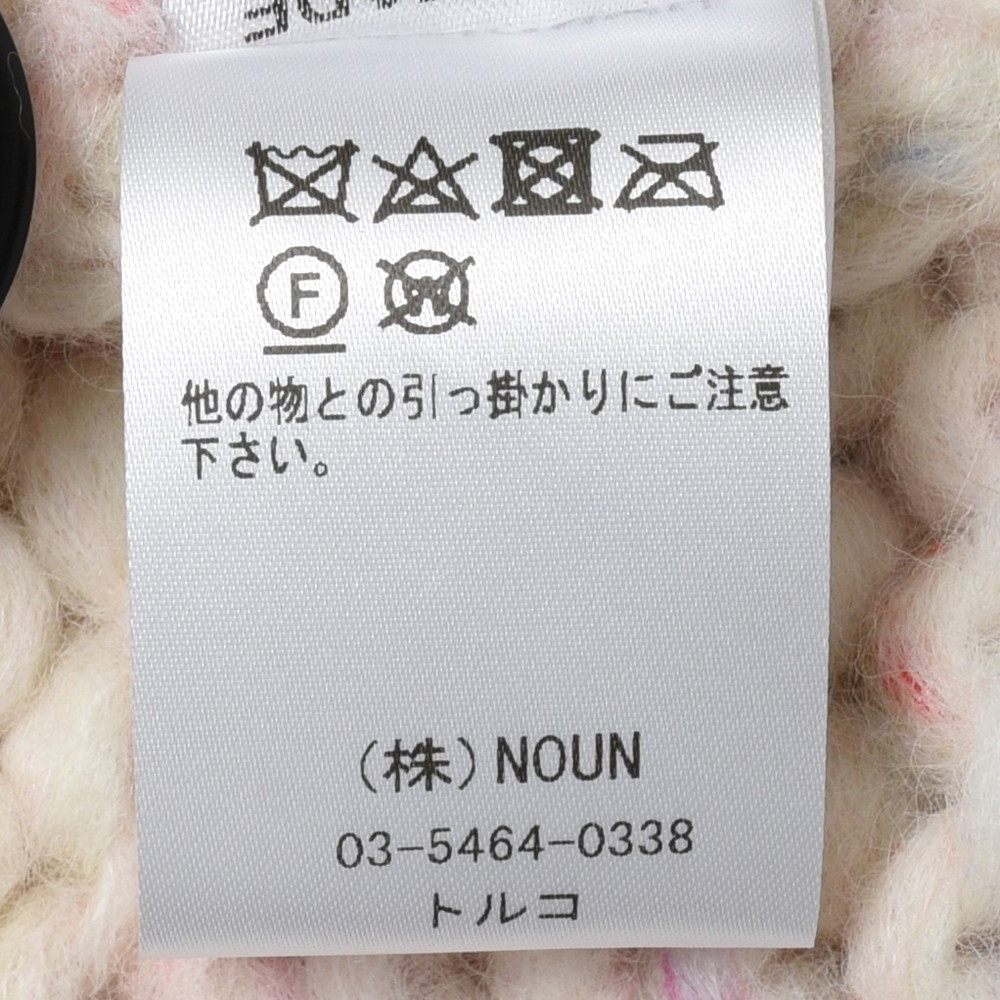 F
W
他の物との引っ掛かりにご注意
下さい。
(株) NOUN
03-5464-0338
トルコ